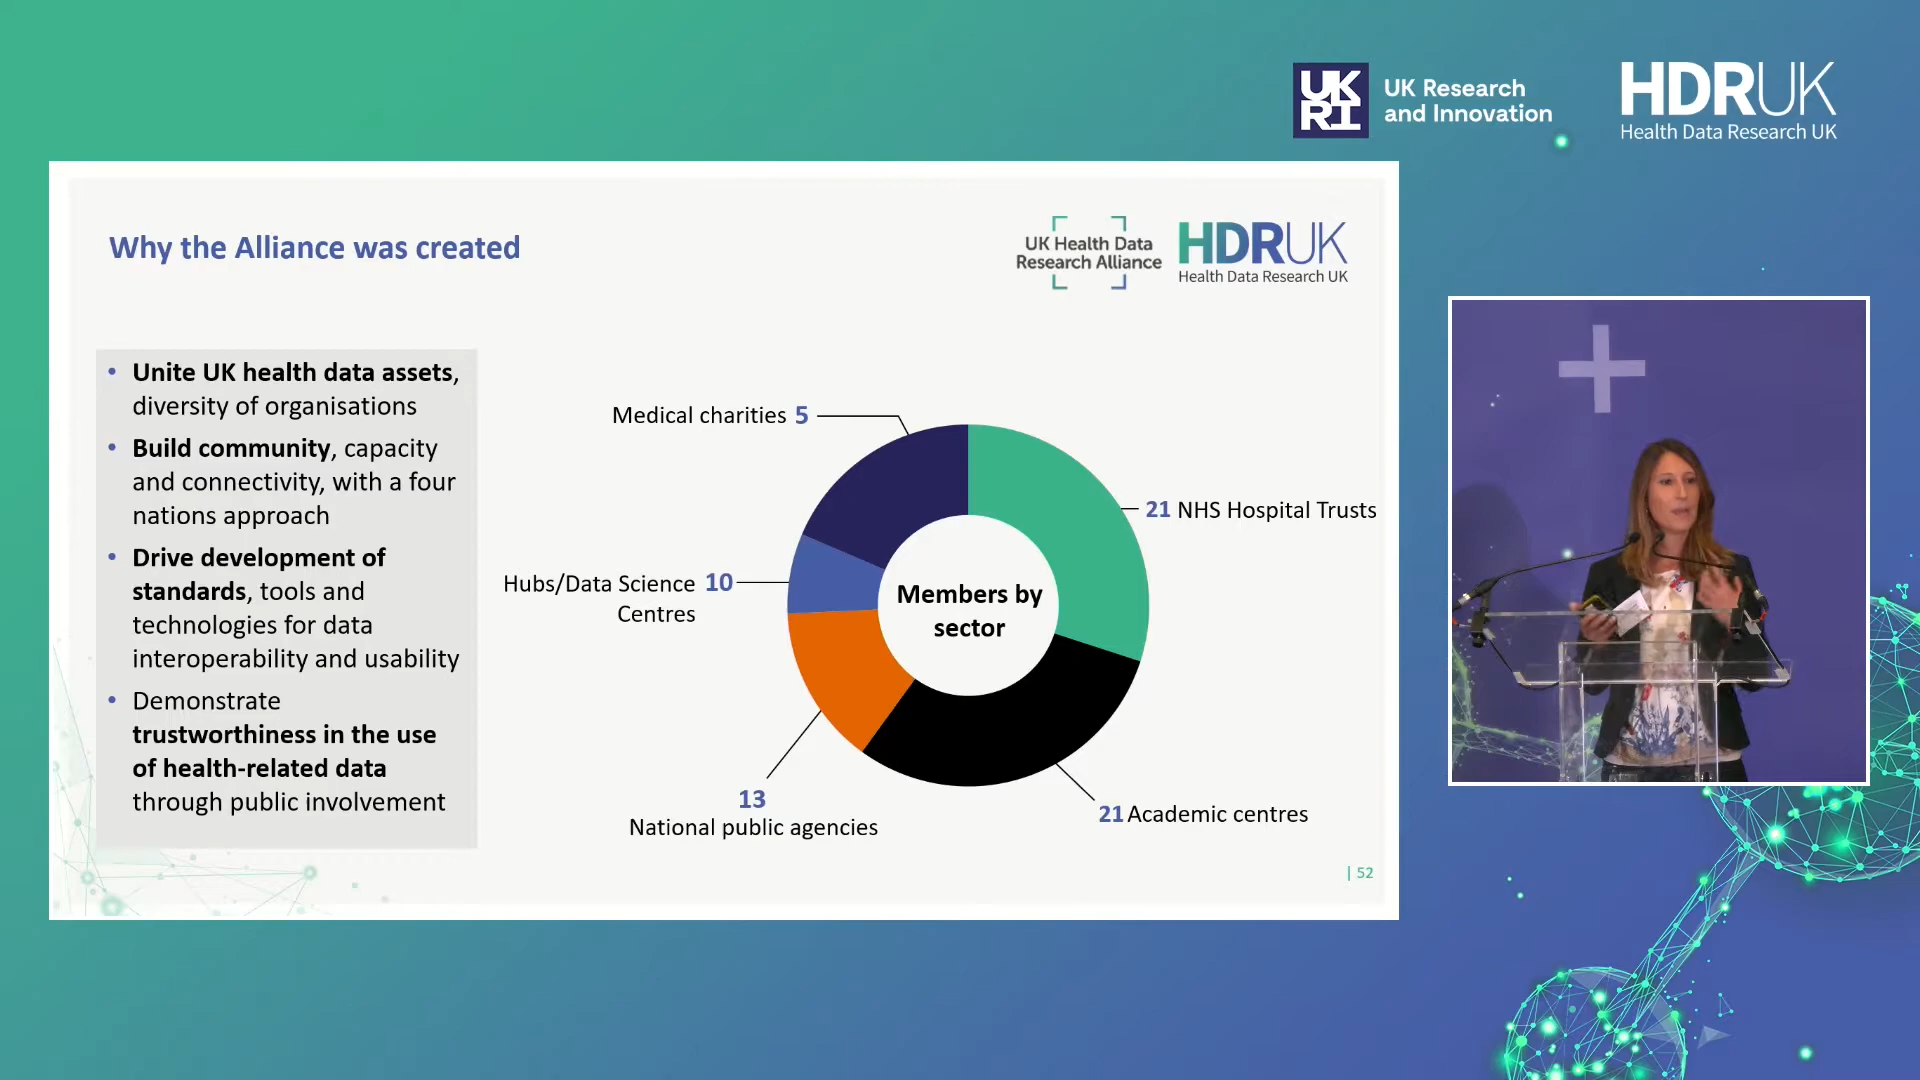 UK
RI
UK Research
and Innovation
HDRUK
Health Data Research UK
Why the Alliance was created
UK Health Data
Research Alliance
HDRUK
Health Data Research UK
• Unite UK health data assets,
diversity of organisations
• Build community, capacity
and connectivity, with a four
nations approach
• Drive development of
standards, tools and
technologies for data
interoperability and usability
• Demonstrate
trustworthiness in the use
of health-related data
through public involvement
Medical charities 5
21 NHS Hospital Trusts
Hubs/Data Science 10
Centres
Members by
sector
13
National public agencies
21 Academic centres
| 52